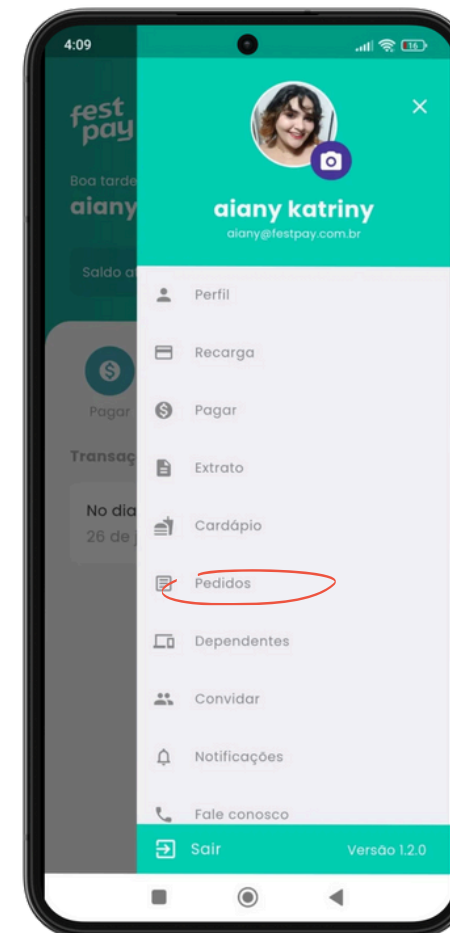 4:09
16
fest
pay
Boa tarde
aiany
aiany katriny
aiany@festpay.com.br
Saldo
Perfil
Recarga
Pagar
Pagar
Extrato
Transaç
No dia
26 de
Cardápio
Pedidos
Dependentes
Convidar
Notificações
Fale conosco
Sair
Versão 1.2.0